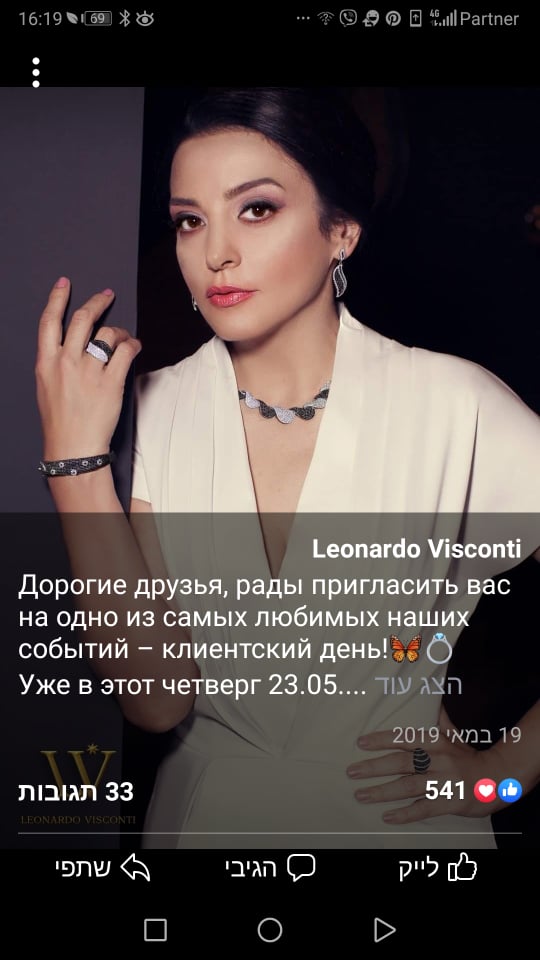 16:19 69 4G Partner
Leonardo Visconti
Дорогие друзья, рады пригласить вас
на одно из самых любимых наших
событий – клиентский день!🦋💍
Уже в этот четверг 23.05.... הצג עוד
19 במאי 2019
LV
LEONARDO VISCONTI
541
33 תגובות
לייק
הגיבי
שתפי